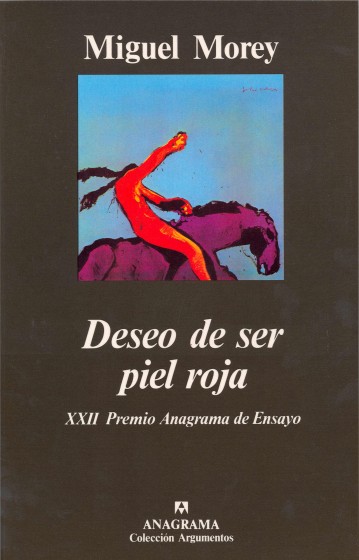 Miguel Morey
Deseo de ser
piel roja
XXII Premio Anagrama de Ensayo
ANAGRAMA
Colección Argumentos